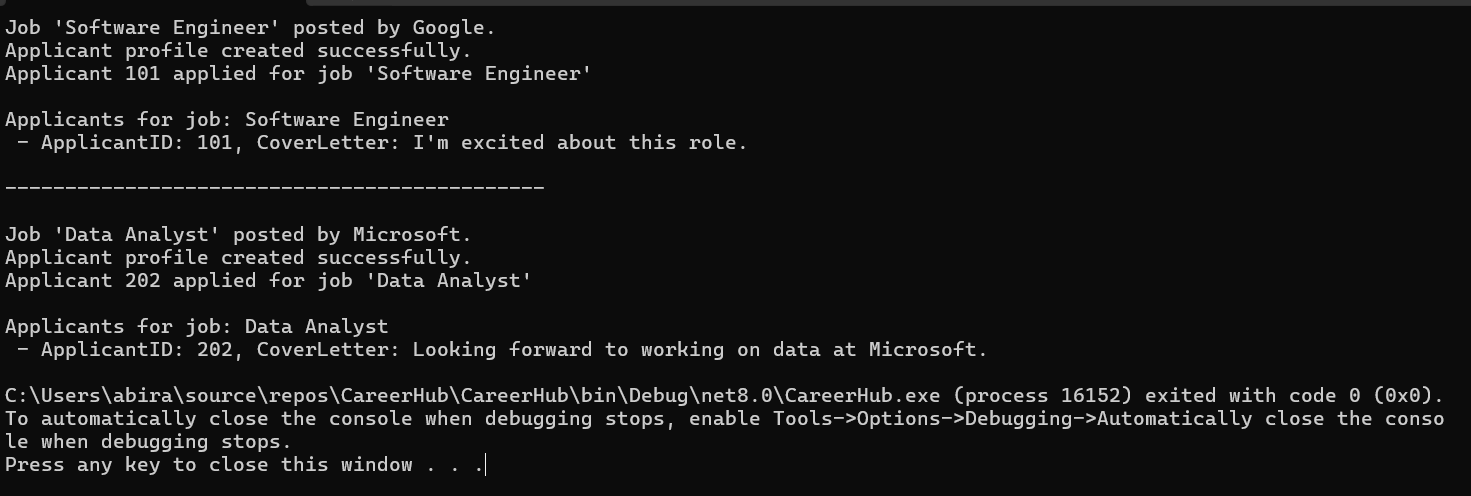 Job 'Software Engineer' posted by Google.
Applicant profile created successfully.
Applicant 101 applied for job 'Software Engineer'
Applicants for job: Software Engineer
 - ApplicantID: 101, CoverLetter: I'm excited about this role.
---------------------------------------------
Job 'Data Analyst' posted by Microsoft.
Applicant profile created successfully.
Applicant 202 applied for job 'Data Analyst'
Applicants for job: Data Analyst
 - ApplicantID: 202, CoverLetter: Looking forward to working on data at Microsoft.
C:\Users\abira\source\repos\CareerHub\CareerHub\bin\Debug\net8.0\CareerHub.exe (process 16152) exited with code 0 (0x0).
To automatically close the console when debugging stops, enable Tools->Options->Debugging->Automatically close the conso
le when debugging stops.
Press any key to close this window . . .